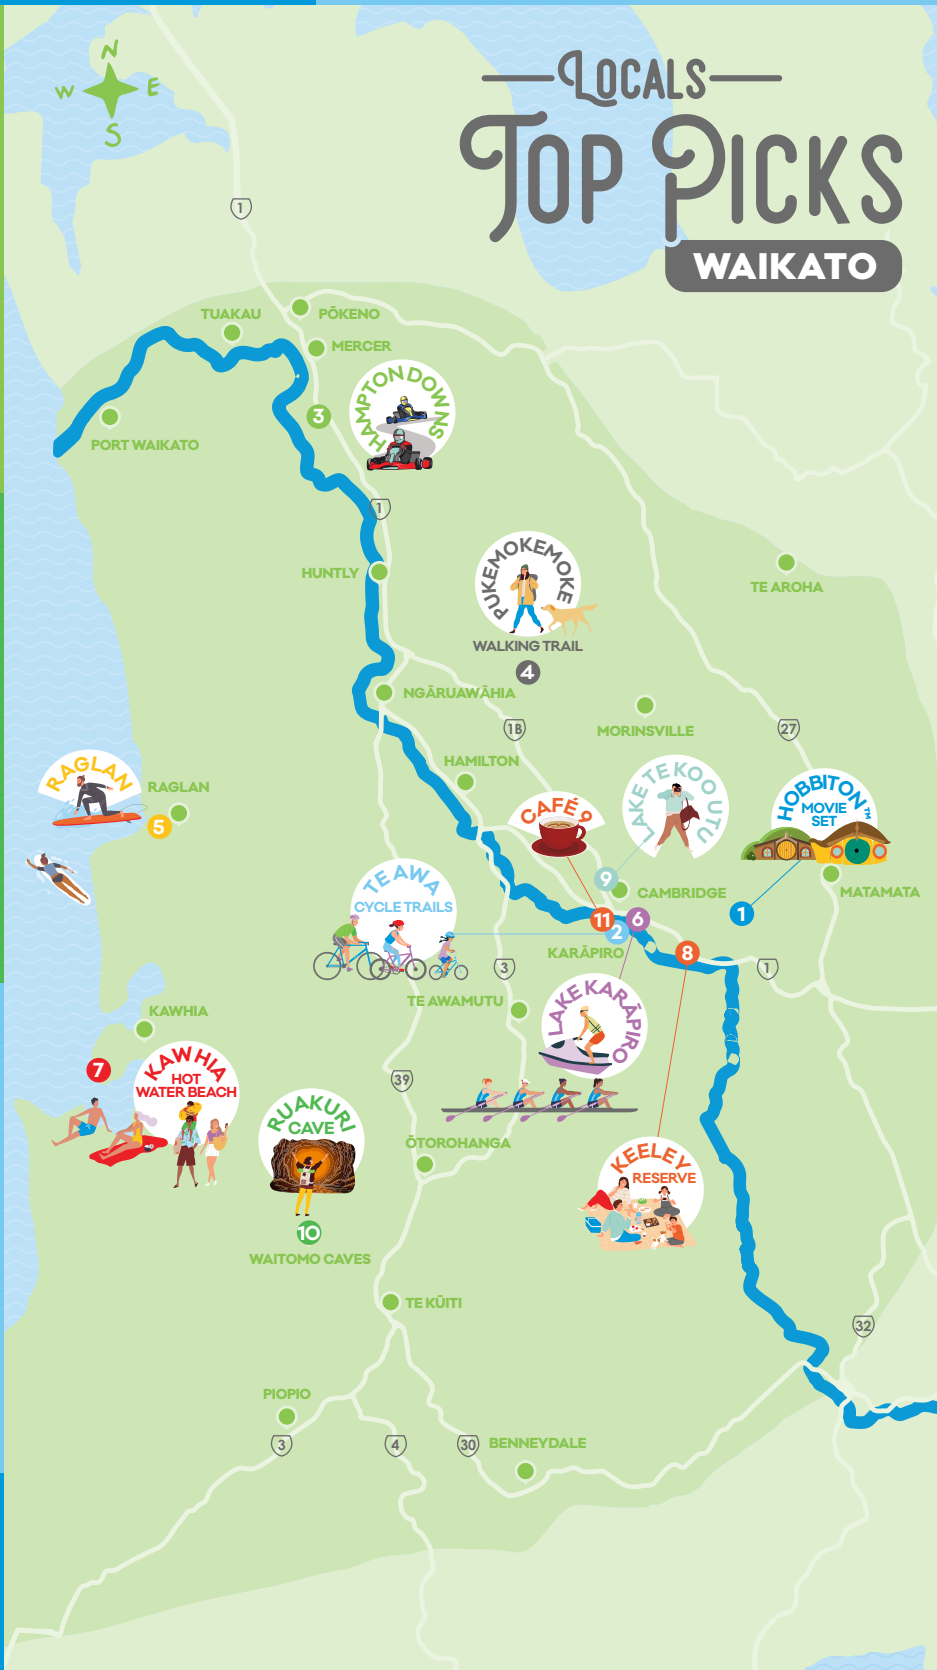 N
W E
S
LOCALS
TOP PICKS
WAIKATO
1
TUAKAU
PŌKENO
MERCER
HAMPTON DOWNS
3
PORT WAIKATO
1
HUNTLY
PUKEMOKEMOKE
WALKING TRAIL
4
TE AROHA
NGĀRUAWĀHIA
1B
MORINSVILLE
27
HAMILTON
RAGLAN
RAGLAN
5
CAFÉ 9
LAKE TE KOO UTU
HOBBITON™
MOVIE
SET
9
CAMBRIDGE
MATAMATA
1
TE AWA
CYCLE TRAILS
11
6
2
KARĀPIRO
8
3
1
TE AWAMUTU
KAWHIA
LAKE KARĀPIRO
7
KAWHIA
HOT
WATER BEACH
39
RUAKURI
CAVE
ŌTOROHANGA
KEELEY
RESERVE
10
WAITOMO CAVES
TE KŪITI
32
PIOPIO
3
4
30
BENNEYDALE